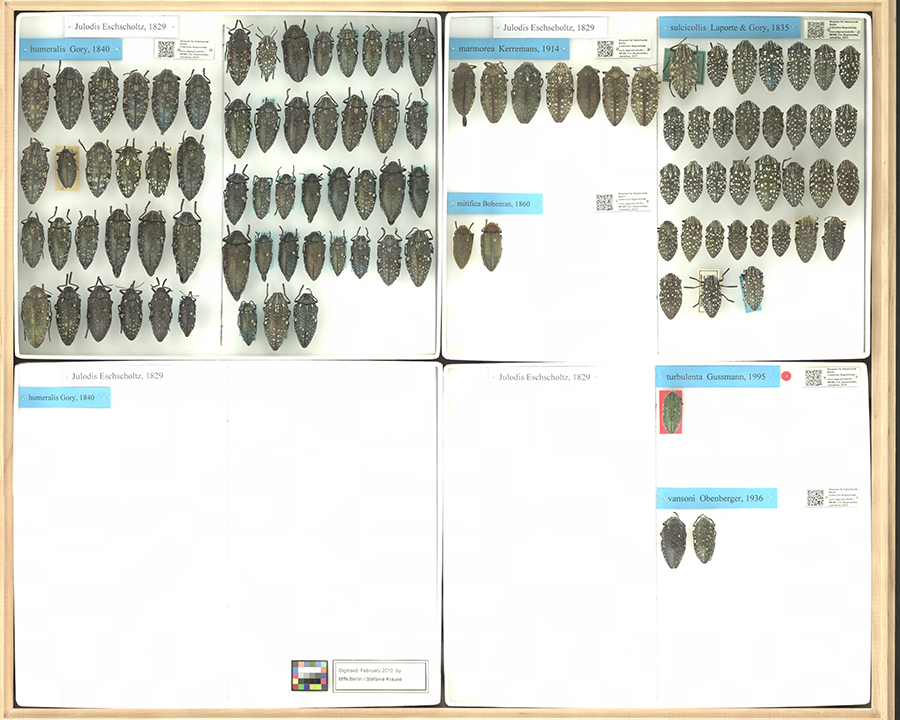 Julodis Eschscholtz, 1829
humeralis Gory, 1840
Julodis Eschscholtz, 1829
marmorea Kerremans, 1914
sulcicollis Laporte & Gory, 1835
mitifica Boheman, 1860
Julodis Eschscholtz, 1829
humeralis Gory, 1840
Julodis Eschscholtz, 1829
turbulenta Gussmann, 1995
vansoni Obenberger, 1936
Digitised February 2013 by
MfN Berlin / Stefanie Krause